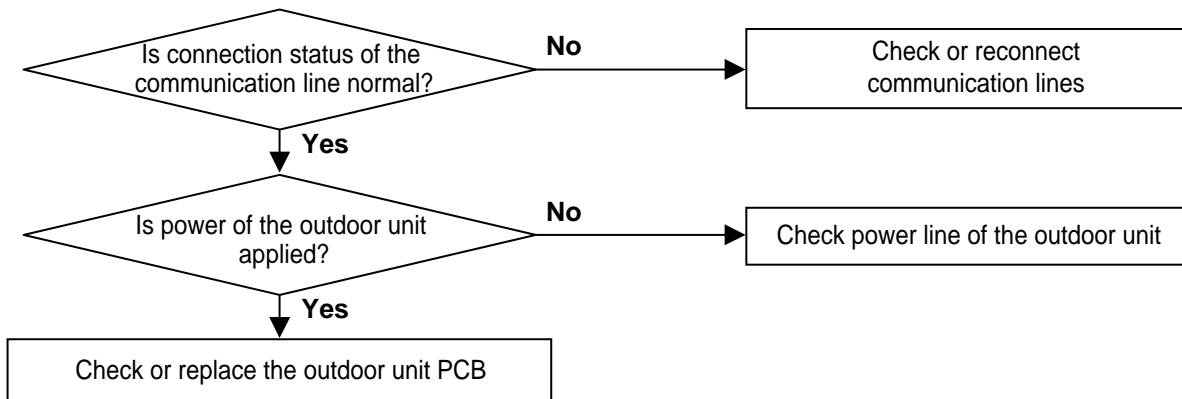 Is connection status of the
communication line normal?
No
Check or reconnect
communication lines
Yes
Is power of the outdoor unit
applied?
No
Check power line of the outdoor unit
Yes
Check or replace the outdoor unit PCB